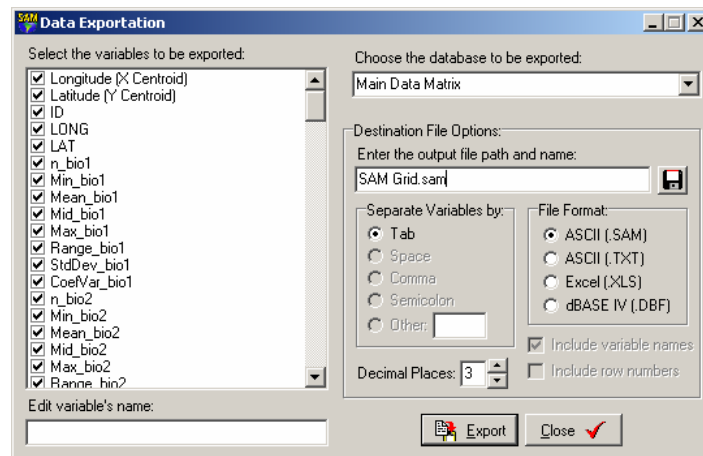 SAM Data Exportation
Select the variables to be exported:
Longitude (X Centroid)
Latitude (Y Centroid)
ID
LONG
LAT
n_bio1
Min_bio1
Mean_bio1
Mid_bio1
Max_bio1
Range_bio1
StdDev_bio1
CoefVar_bio1
n_bio2
Min_bio2
Mean_bio2
Mid_bio2
Max_bio2
Range_bio2
Edit variable's name:
Choose the database to be exported:
Main Data Matrix
Destination File Options:
Enter the output file path and name:
SAM Grid.sam
Separate Variables by:
Tab
Space
Comma
Semicolon
Other:
File Format:
ASCII (.SAM)
ASCII (.TXT)
Excel (.XLS)
dBASE IV (.DBF)
Include variable names
Include row numbers
Decimal Places: 3
Export
Close